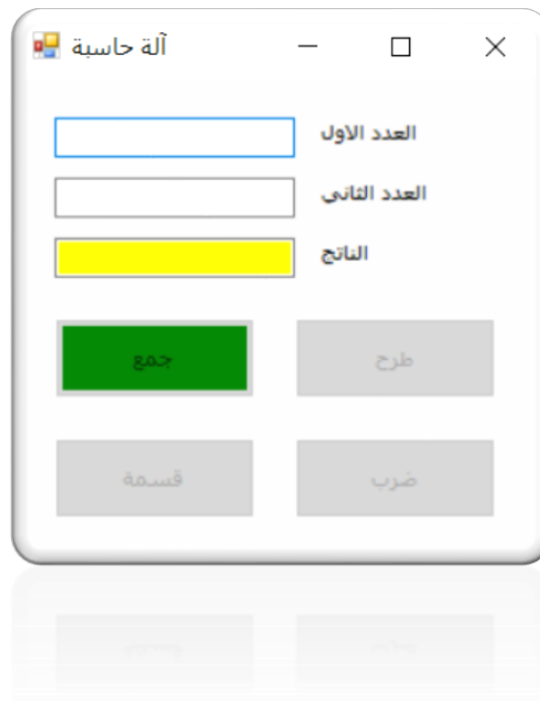 آلة حاسبة
العدد الاول
العدد الثاني
الناتج
طرح جمع
ضرب قسمة